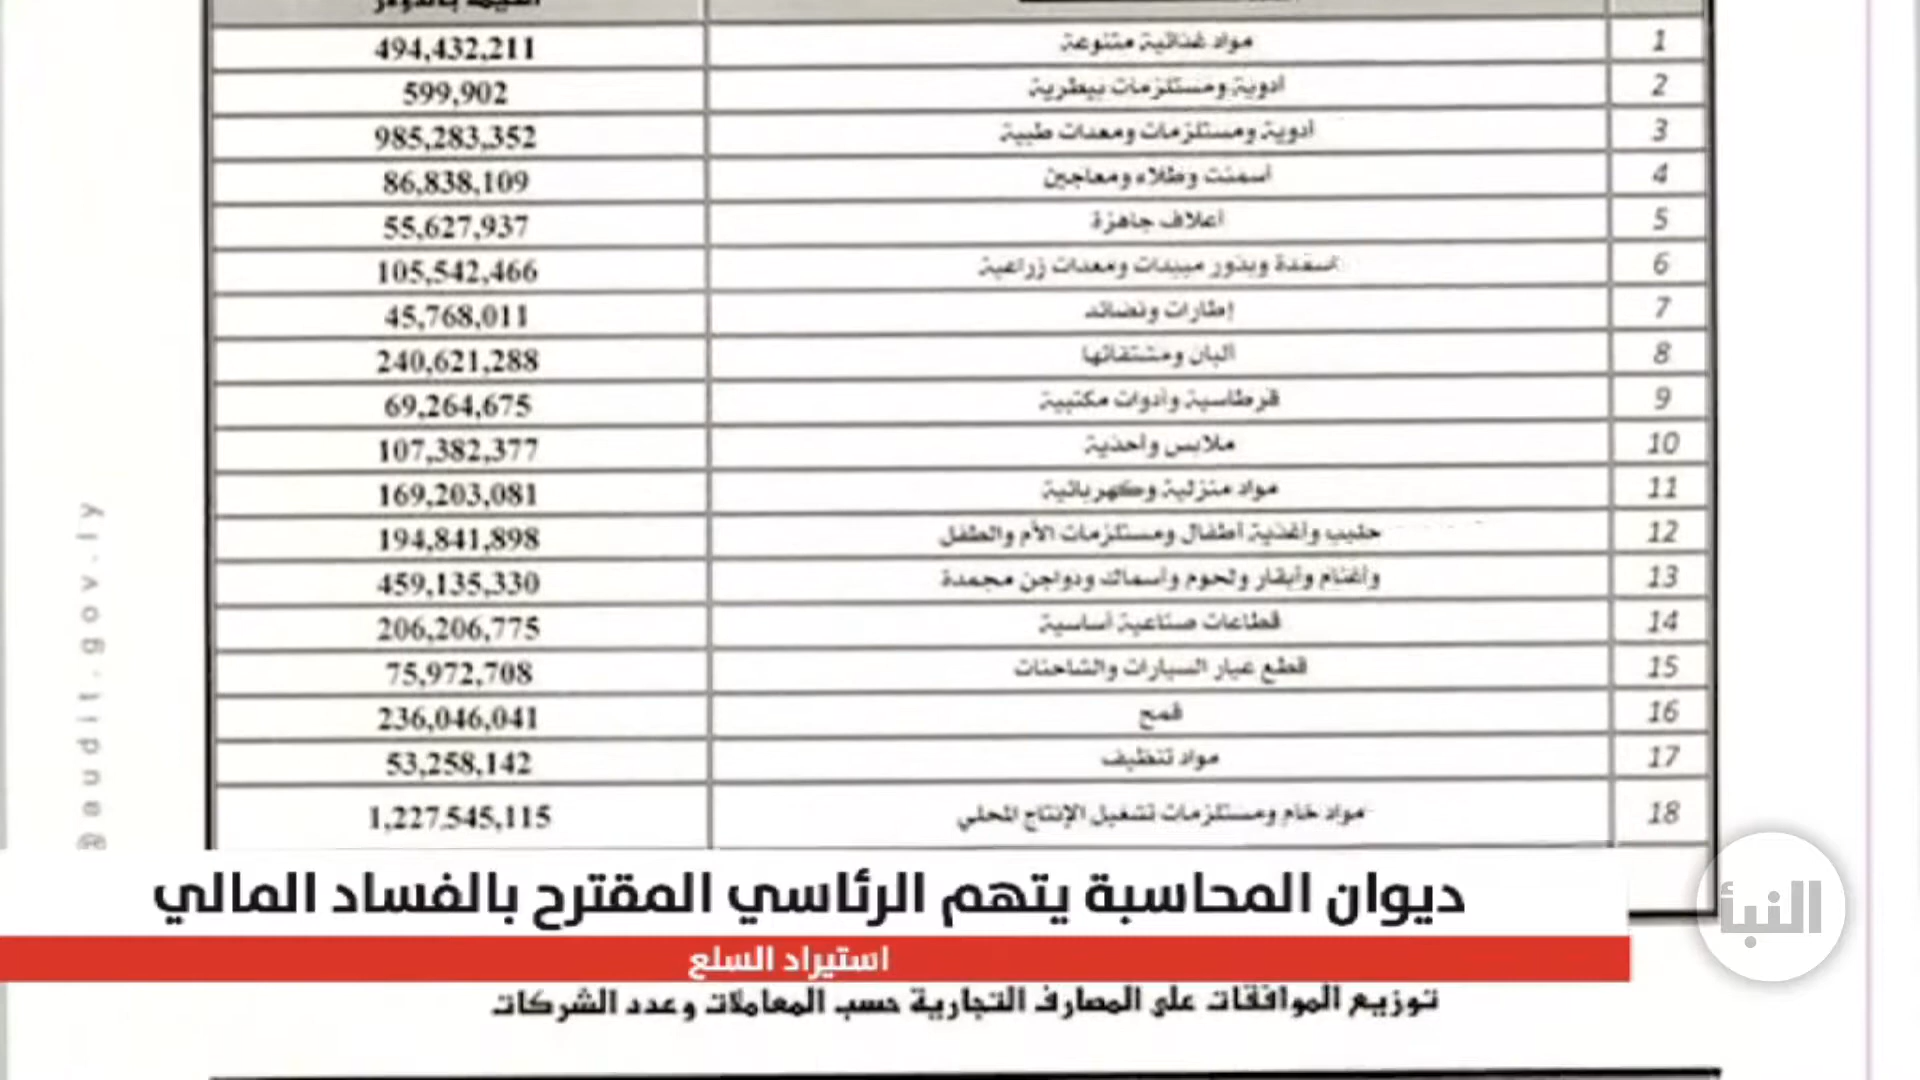 القيمة بالدولار
1 مواد غذائية متنوعة 494,432,211
2 أدوية ومستلزمات بيطرية 599,902
3 أدوية ومستلزمات ومعدات طبية 985,283,352
4 أسمنت وطلاء ومعاجين 86,838,109
5 أعلاف جاهزة 55,627,937
6 أسمدة وبذور مبيدات ومعدات زراعية 105,542,466
7 إطارات ونضائد 45,768,011
8 ألبان ومشتقاتها 240,621,288
9 قرطاسية وأدوات مكتبية 69,264,675
10 ملابس وأحذية 107,382,377
11 مواد منزلية وكهربائية 169,203,081
12 حليب وأغذية أطفال ومستلزمات الأم والطفل 194,841,898
13 وأغنام وأبقار ولحوم وأسماك ودواجن مجمدة 459,135,330
14 قطاعات صناعية أساسية 206,206,775
15 قطع غيار السيارات والشاحنات 75,972,708
16 قمح 236,046,041
17 مواد تنظيف 53,258,142
18 مواد خام ومستلزمات تشغيل الإنتاج المحلي 1,227,545,115
@audit.gov.ly
ديوان المحاسبة يتهم الرئاسي المقترح بالفساد المالي
النبأ
استيراد السلع
توزيع الموافقات على المصارف التجارية حسب المعاملات وعدد الشركات